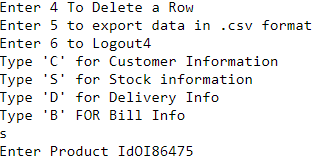 Enter 4 To Delete a Row
Enter 5 to export data in .csv format
Enter 6 to Logout4
Type 'C' for Customer Information
Type 'S' for Stock information
Type 'D' for Delivery Info
Type 'B' FOR Bill Info
s
Enter Product IdOI86475